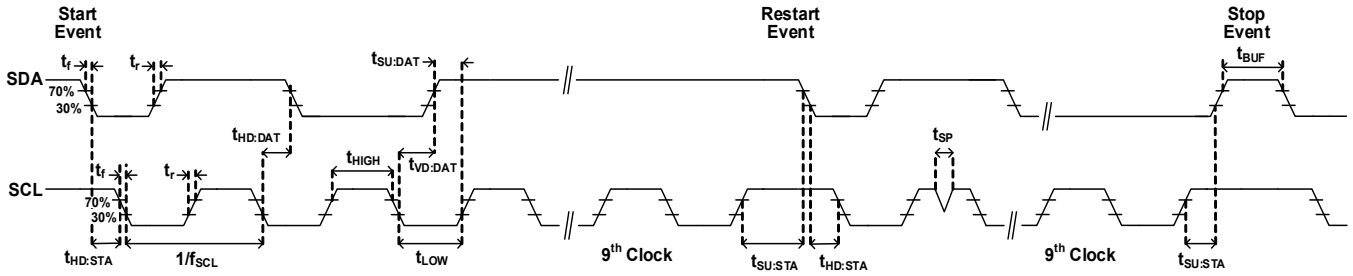 Start
Event
Restart
Event
Stop
Event
tf
tr
tSU:DAT
tBUF
SDA
70%
30%
tHD:DAT
tHIGH
tVD:DAT
tSP
tf
tr
SCL
70%
30%
tHD:STA
1/fSCL
tLOW
9th Clock
tSU:STA
tHD:STA
9th Clock
tSU:STA